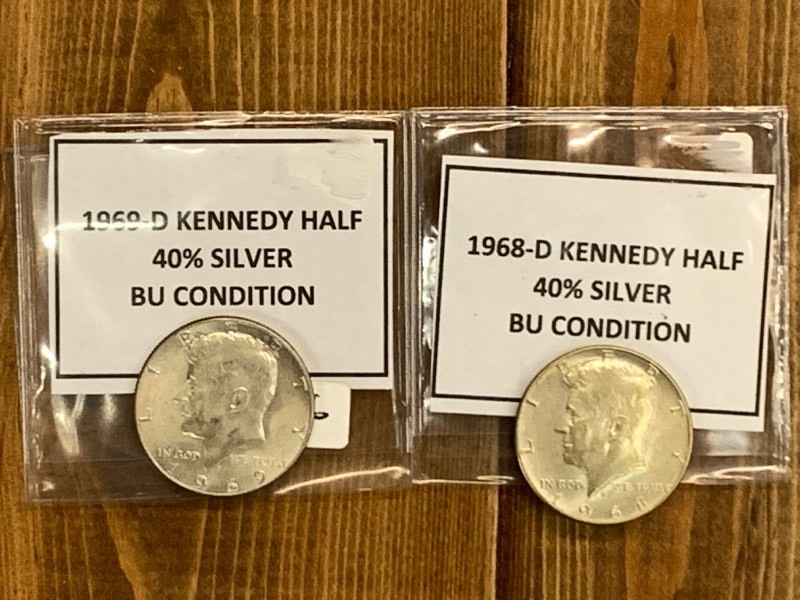 1969-D KENNEDY HALF
40% SILVER
BU CONDITION
LIBERTY
IN GOD WE TRUST
1969
1968-D KENNEDY HALF
40% SILVER
BU CONDITION
LIBERTY
IN GOD WE TRUST
1968